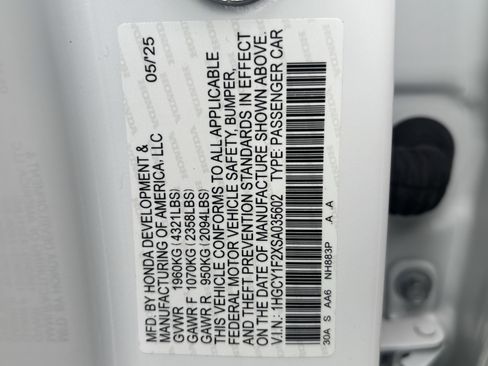 MFD. BY HONDA DEVELOPMENT & 05/'25
MANUFACTURING OF AMERICA, LLC
GVWR 1960KG (4321LBS)
GAWR F 1070KG (2358LBS)
GAWR R 950KG (2094LBS)
THIS VEHICLE CONFORMS TO ALL APPLICABLE
FEDERAL MOTOR VEHICLE SAFETY, BUMPER,
AND THEFT PREVENTION STANDARDS IN EFFECT
ON THE DATE OF MANUFACTURE SHOWN ABOVE.
V.I.N.: 1HGCY1F2XSA035602 TYPE: PASSENGER CAR
30A S AA6 NH883P A .A